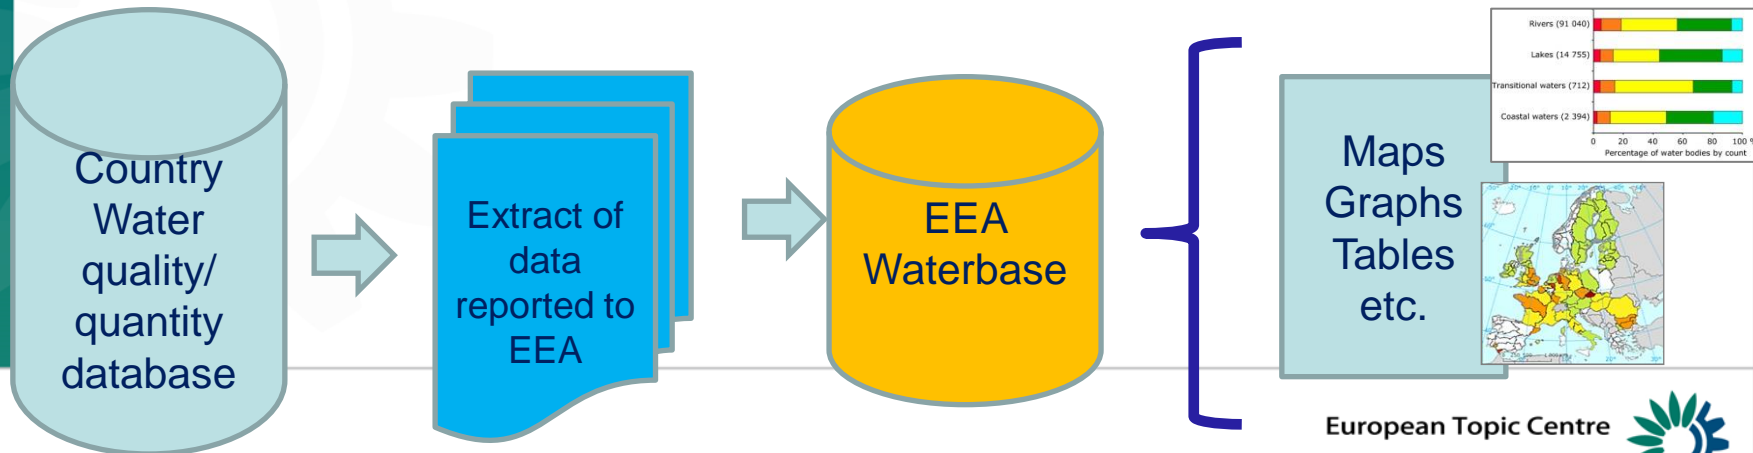 Country
Water
quality/
quantity
database
Extract of
data
reported to
EEA
EEA
Waterbase
Maps
Graphs
Tables
etc.
Rivers (91 040)
Lakes (14 755)
Transitional waters (712)
Coastal waters (2 394)
0 20 40 60 80 100 %
Percentage of water bodies by count
European Topic Centre